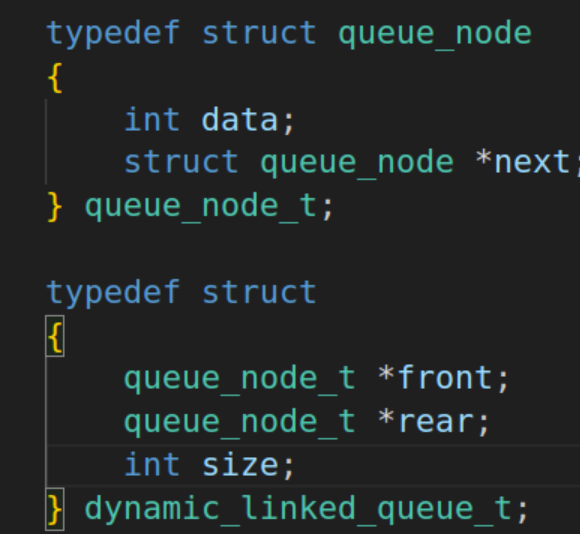 typedef struct queue_node
{
    int data;
    struct queue_node *next;
} queue_node_t;

typedef struct
{
    queue_node_t *front;
    queue_node_t *rear;
    int size;
} dynamic_linked_queue_t;